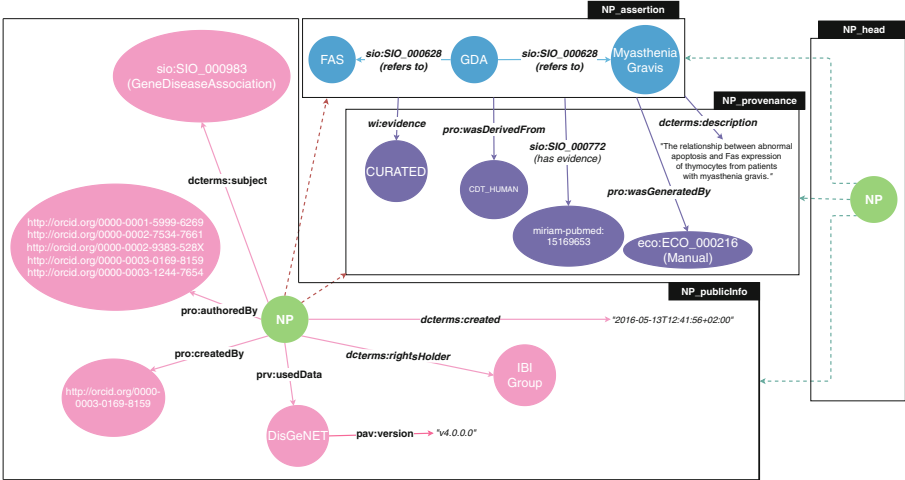 NP_assertion
FAS
sio:SIO_000628
(refers to)
GDA
sio:SIO_000628
(refers to)
Myasthenia
Gravis
NP_head
NP
sio:SIO_000983
(GeneDiseaseAssociation)
NP_provenance
wi:evidence
CURATED
pro:wasDerivedFrom
CDT_HUMAN
sio:SIO_000772
(has evidence)
miriam-pubmed:
15169653
pro:wasGeneratedBy
eco:ECO_000216
(Manual)
dcterms:description
"The relationship between abnormal
apoptosis and Fas expression
of thymocytes from patients
with myasthenia gravis."
dcterms:subject
http://orcid.org/0000-0001-5999-6269
http://orcid.org/0000-0002-7534-7661
http://orcid.org/0000-0002-9383-528X
http://orcid.org/0000-0003-0169-8159
http://orcid.org/0000-0003-1244-7654
NP_publicInfo
pro:authoredBy
NP
dcterms:created
"2016-05-13T12:41:56+02:00"
pro:createdBy
http://orcid.org/0000-
0003-0169-8159
dcterms:rightsHolder
IBI
Group
prv:usedData
DisGeNET
pav:version
"v4.0.0.0"